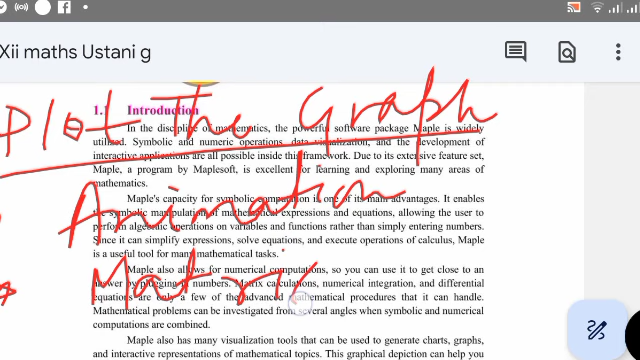 Xii maths Ustani g
Plot The Graph
1. Introduction
In the discipline of mathematics, the powerful software package Maple is widely
utilized. Symbolic and numeric operations, data visualization, and the development of
interactive applications are all possible inside this framework. Due to its extensive feature set,
Maple, a program by Maplesoft, is excellent for learning and exploring many areas of
mathematics.
Animation
Maple's capacity for symbolic computation is one of its main advantages. It enables
the symbolic manipulation of mathematical expressions and equations, allowing the user to
perform algebraic operations on variables and functions rather than simply entering numbers.
Since it can simplify expressions, solve equations, and execute operations of calculus, Maple
is a useful tool for many mathematical tasks.
Matric
Maple also allows for numerical computations, so you can use it to get close to an
answer by plugging in numbers. Matrix calculations, numerical integration, and differential
equations are only a few of the advanced mathematical procedures that it can handle.
Mathematical problems can be investigated from several angles when symbolic and numerical
computations are combined.
Maple also has many visualization tools that can be used to generate charts, graphs,
and interactive representations of mathematical topics. This graphical depiction can help you